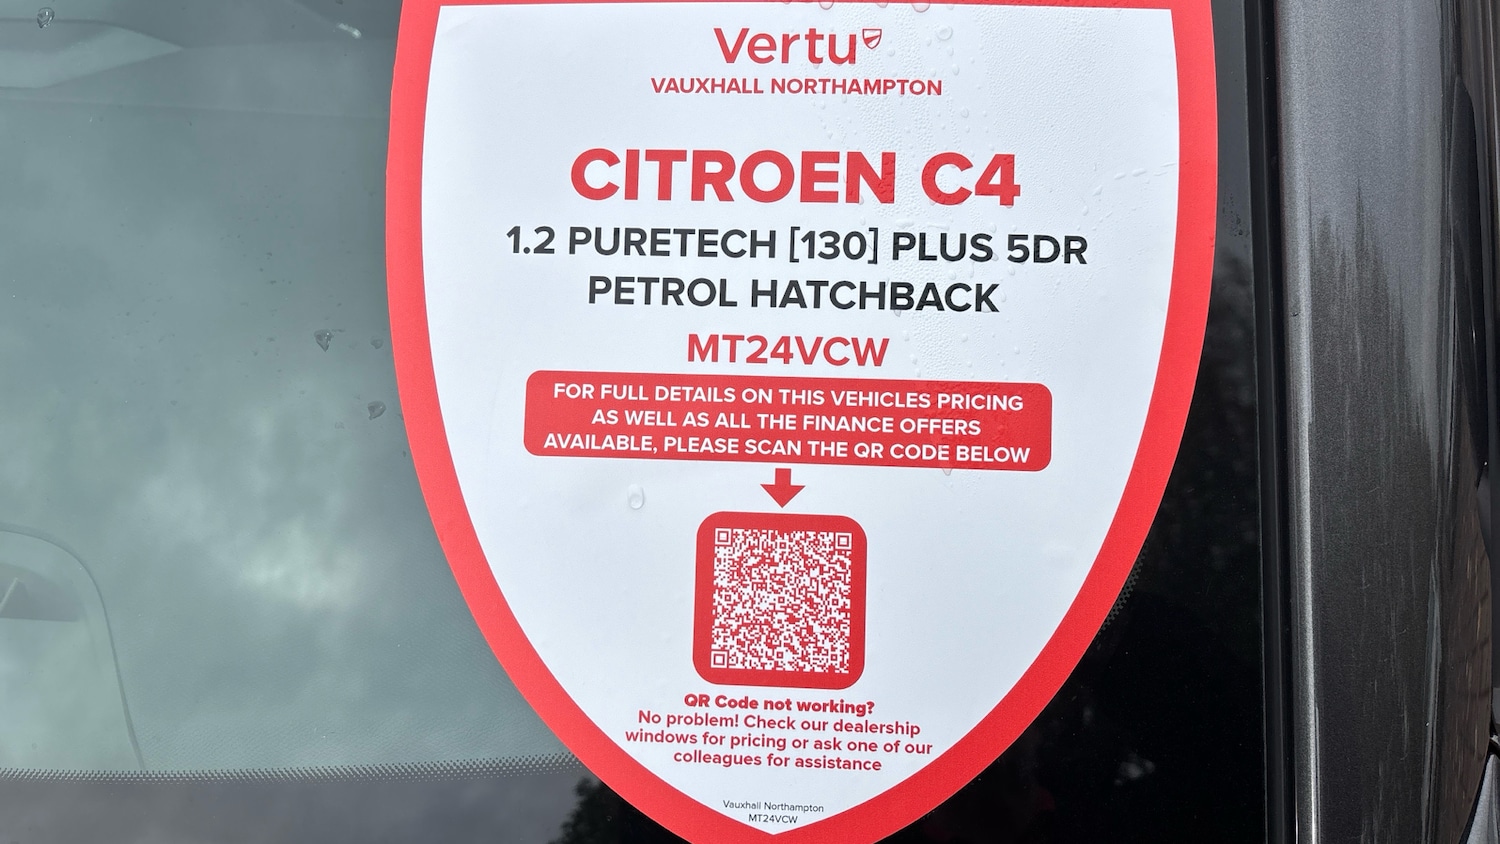 Vertu
VAUXHALL NORTHAMPTON
CITROEN C4
1.2 PURETECH [130] PLUS 5DR
PETROL HATCHBACK
MT24VCW
FOR FULL DETAILS ON THIS VEHICLES PRICING
AS WELL AS ALL THE FINANCE OFFERS
AVAILABLE, PLEASE SCAN THE QR CODE BELOW
QR Code not working?
No problem! Check our dealership
windows for pricing or ask one of our
colleagues for assistance
Vauxhall Northampton
MT24VCW